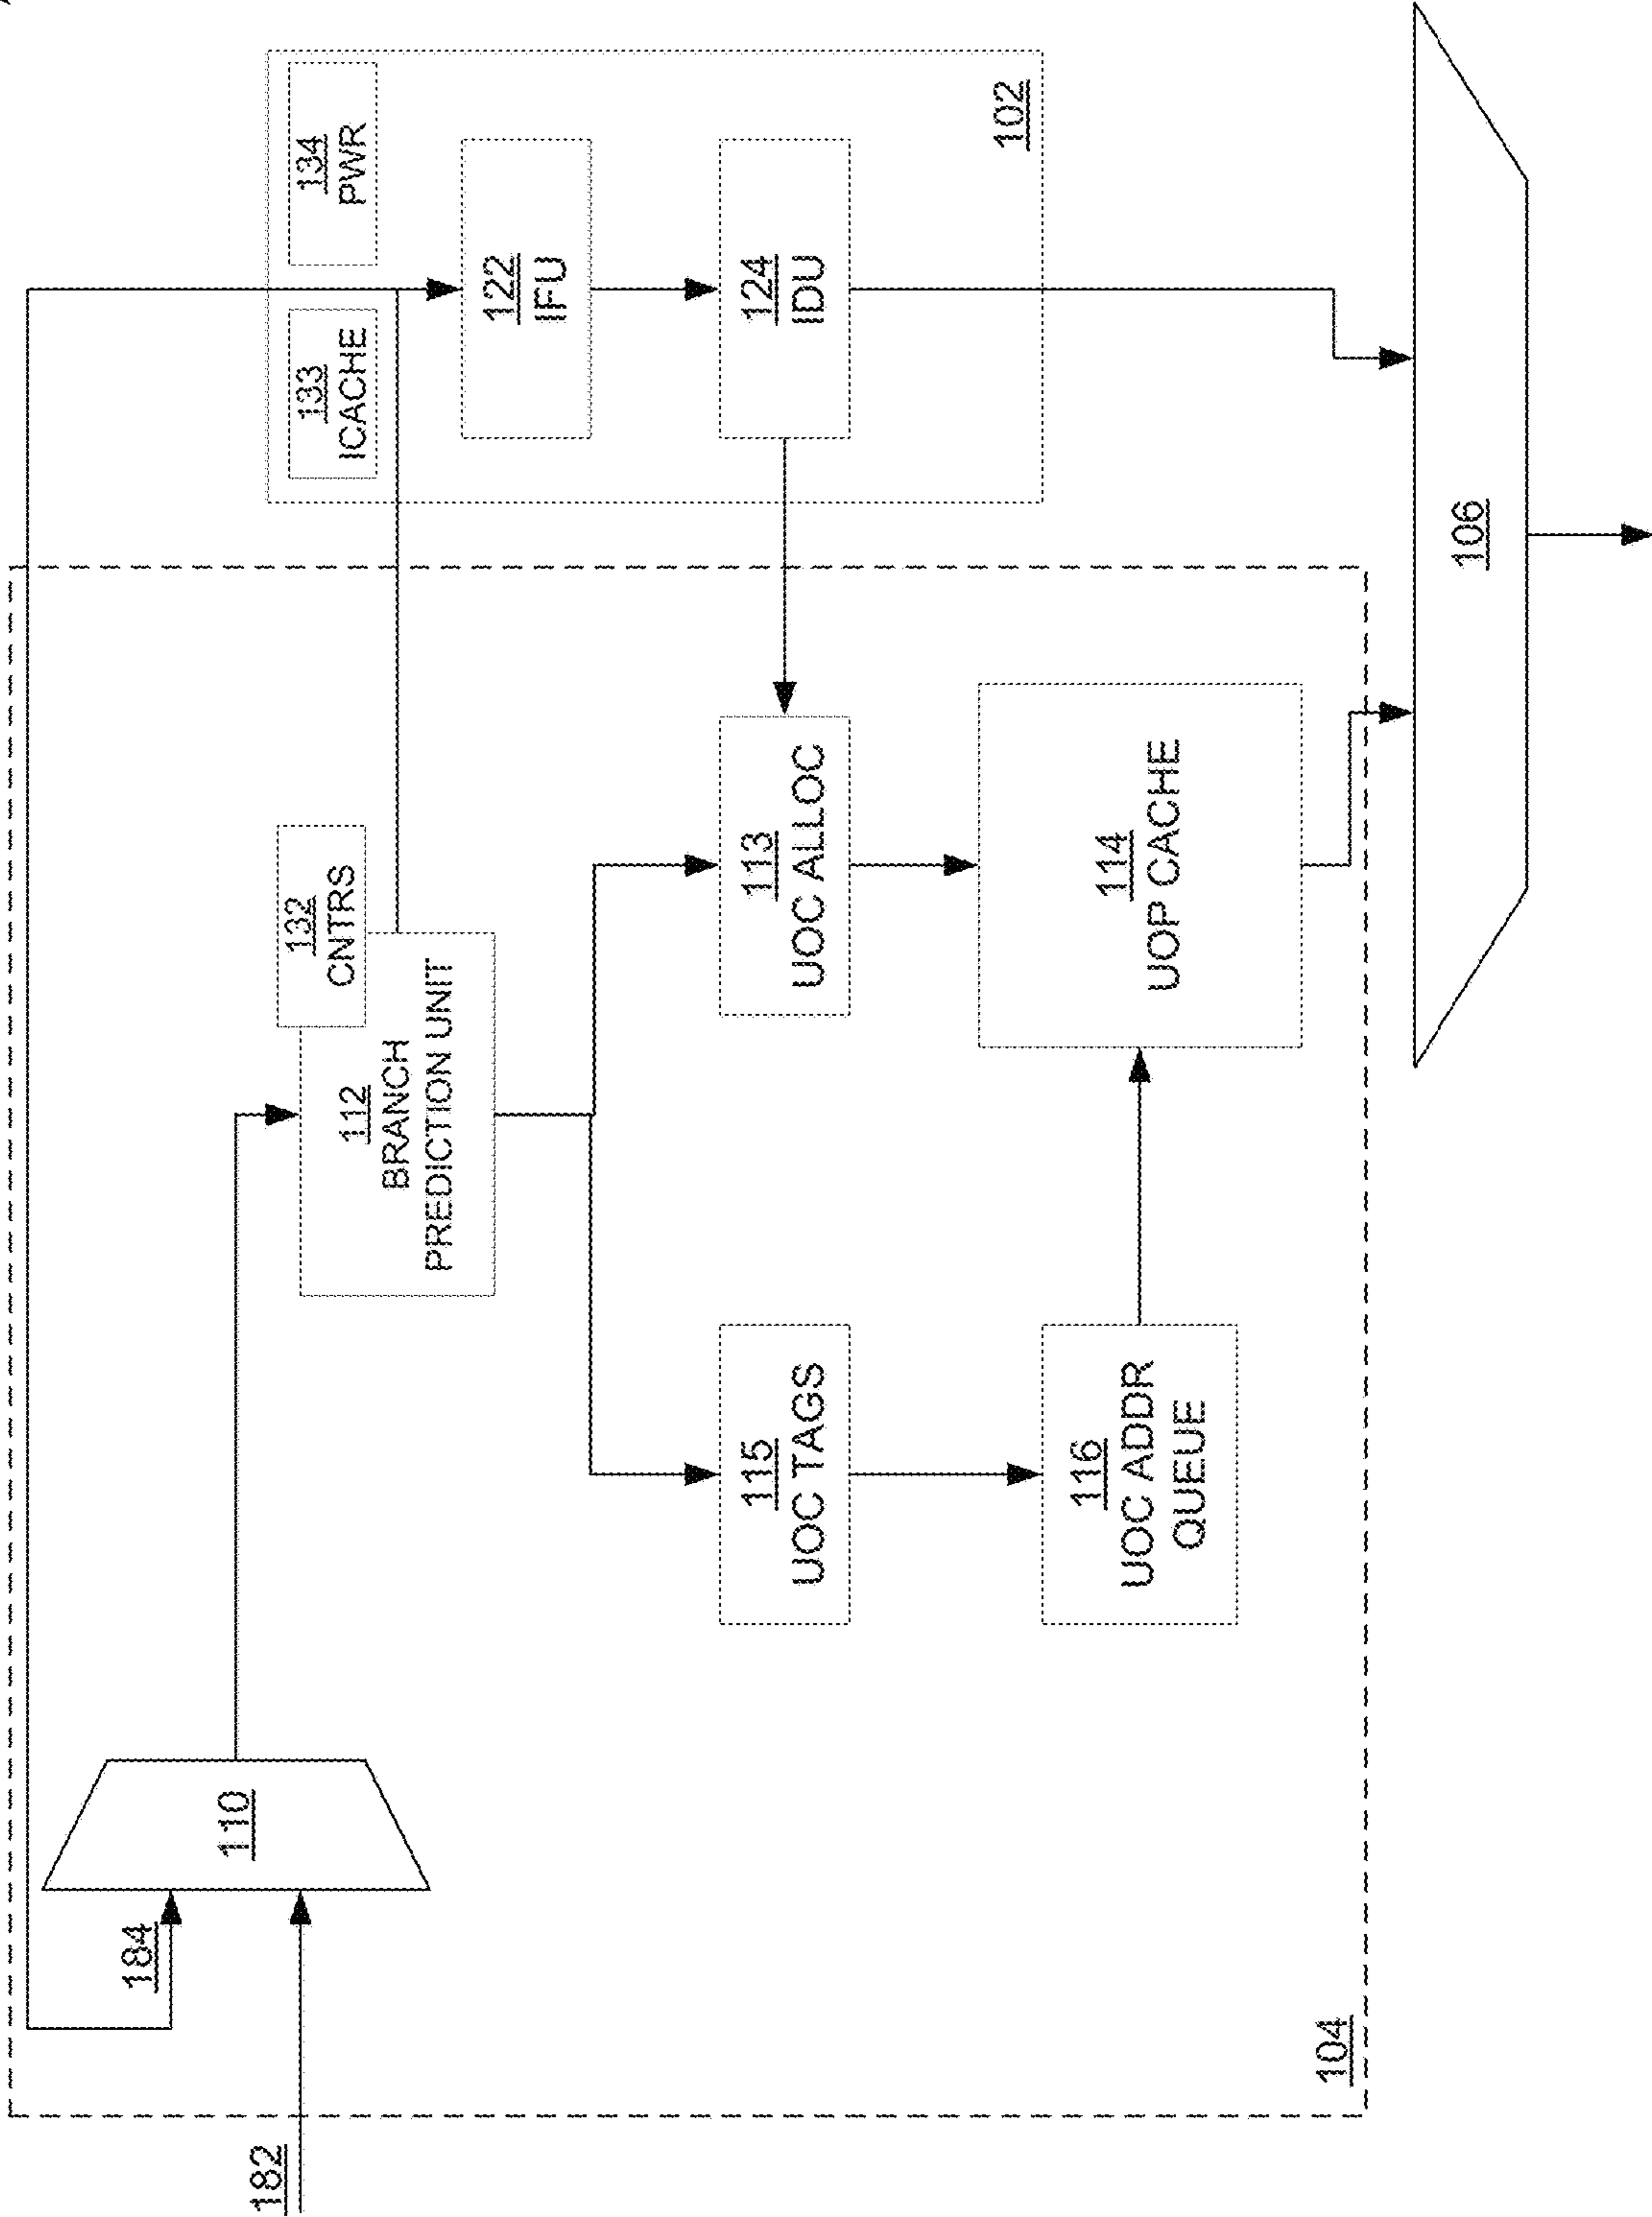 182
184
110
104
112
BRANCH
PREDICTION UNIT
132
CNTRS
115
UOC TAGS
113
UOC ALLOC
116
UOC ADDR
QUEUE
114
UOP CACHE
133
ICACHE
134
PWR
122
IFU
124
IDU
102
106